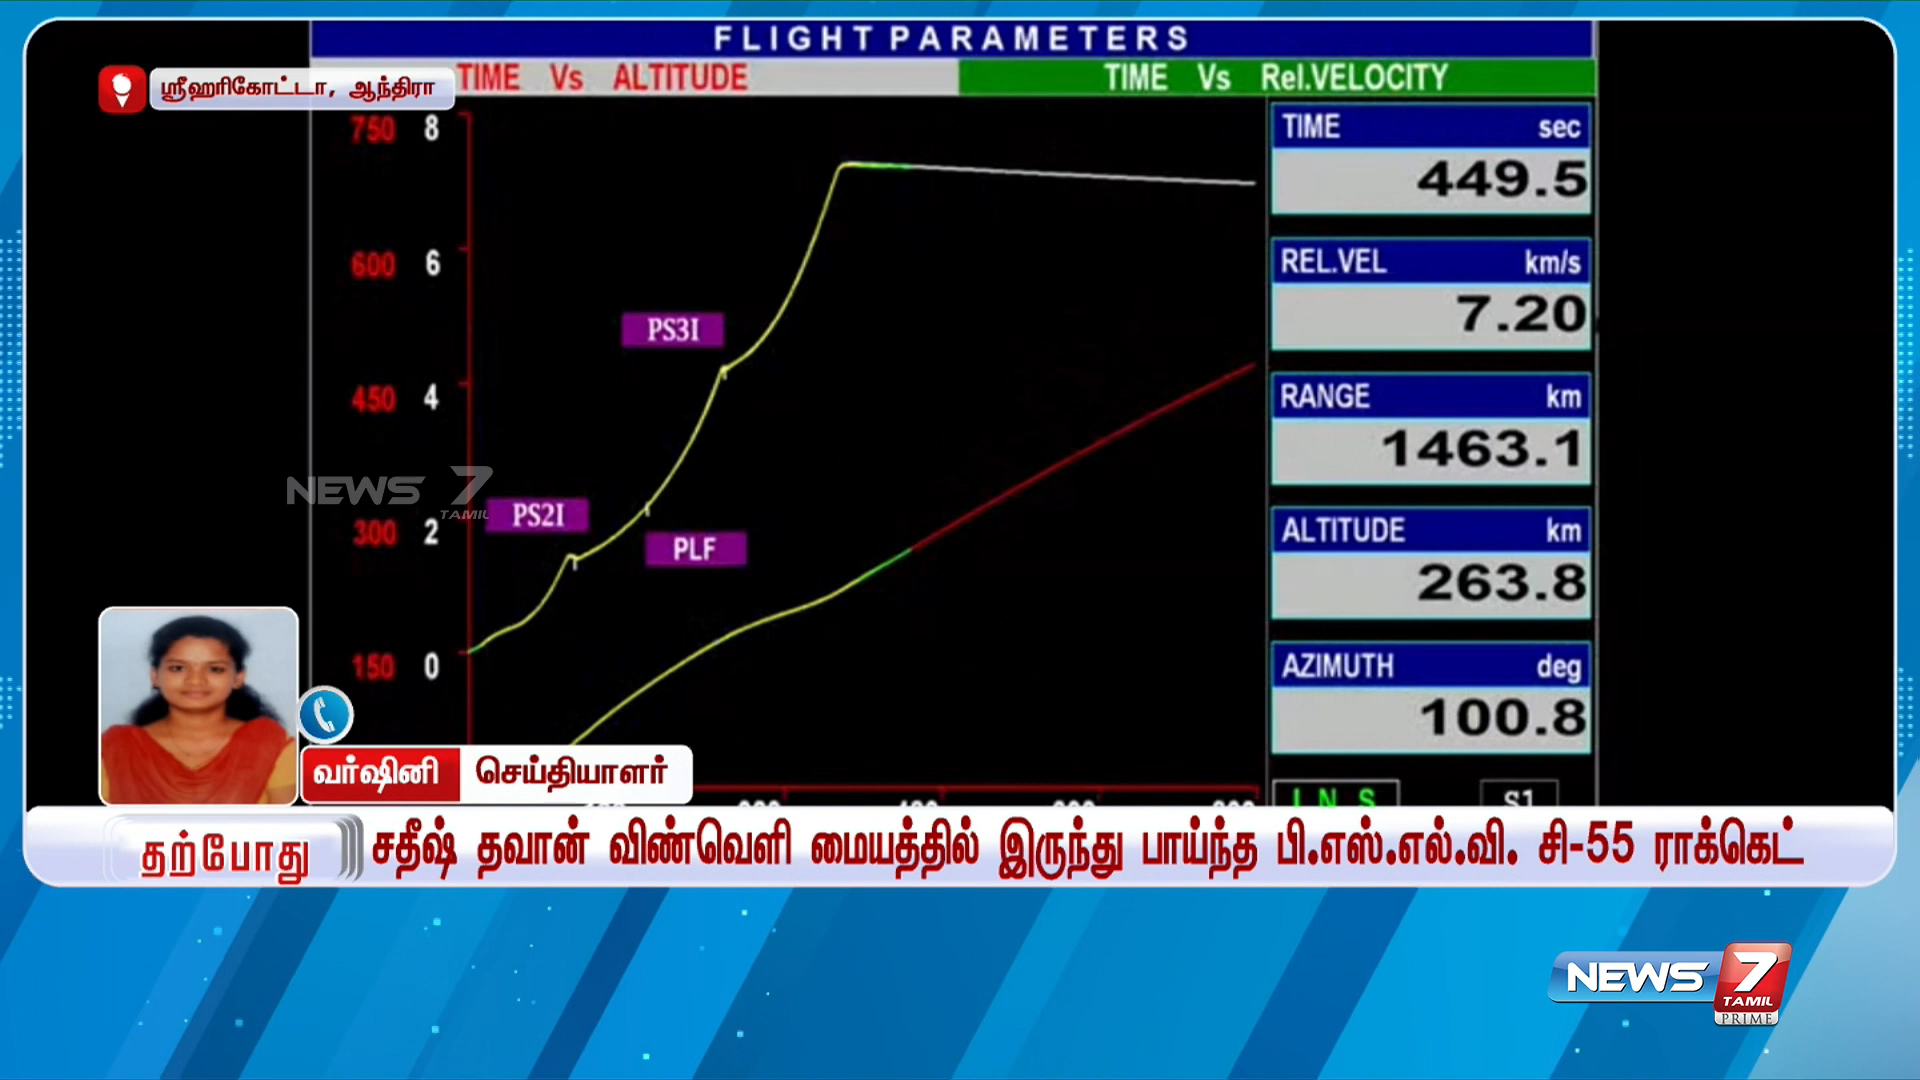 FLIGHT PARAMETERS
TIME Vs ALTITUDE
TIME Vs Rel.VELOCITY
ஸ்ரீஹரிகோட்டா, ஆந்திரா
750 8
600 6
450 4
300 2
150 0
PS3I
PS2I
PLF
TIME sec
449.5
REL.VEL km/s
7.20
RANGE km
1463.1
ALTITUDE km
263.8
AZIMUTH deg
100.8
I N S
S1
NEWS 7
TAMIL
வர்ஷினி செய்தியாளர்
தற்போது
சதீஷ் தவான் விண்வெளி மையத்தில் இருந்து பாய்ந்த பி.எஸ்.எல்.வி. சி-55 ராக்கெட்
NEWS 7
TAMIL
PRIME